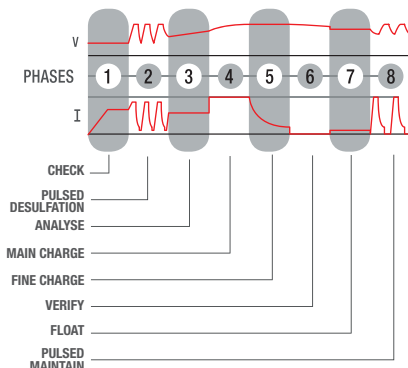 V
PHASES 1 2 3 4 5 6 7 8
I
CHECK
PULSED
DESULFATION
ANALYSE
MAIN CHARGE
FINE CHARGE
VERIFY
FLOAT
PULSED
MAINTAIN